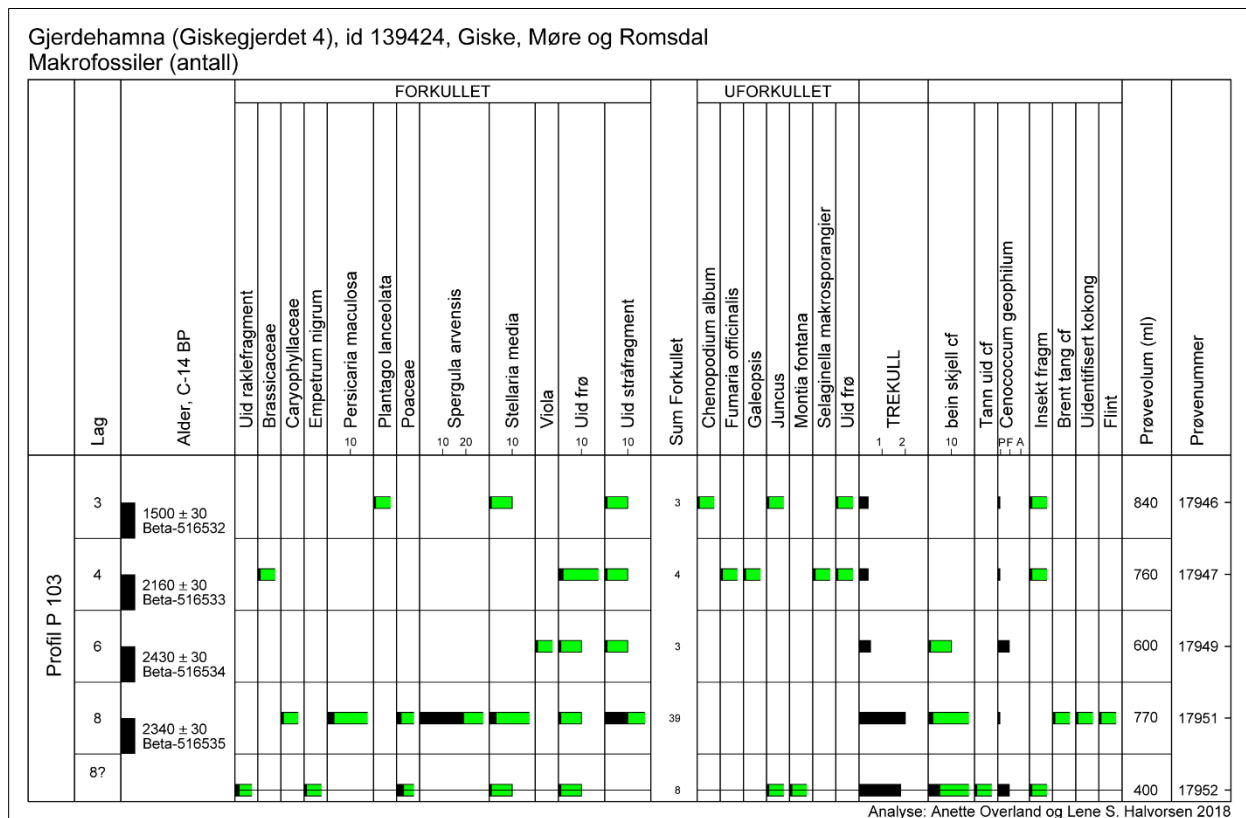 Gjerdehamna (Giskegjerdet 4), id 139424, Giske, Møre og Romsdal
Makrofossiler (antall)
FORKULLET
UFORKULLET
Lag
Alder, C-14 BP
Uid raklefragment
Brassicaceae
Caryophyllaceae
Empetrum nigrum
Persicaria maculosa
Plantago lanceolata
Poaceae
Spergula arvensis
Stellaria media
Viola
Uid frø
Uid stråfragment
Sum Forkullet
Chenopodium album
Fumaria officinalis
Galeopsis
Juncus
Montia fontana
Selaginella makrosporangier
Uid frø
TREKULL
bein skjell cf
Tann uid cf
Cenococcum geophilum
Insekt fragm
Brent tang cf
Uidentifisert kokong
Flint
Prøvevolum (ml)
Prøvenummer
10 10 20 10 10 10 1 2 10 PF A
Profil P 103
3 3 840 17946
1500 ± 30
Beta-516532
4 4 760 17947
2160 ± 30
Beta-516533
6 3 600 17949
2430 ± 30
Beta-516534
8 39 770 17951
2340 ± 30
Beta-516535
8?
8 400 17952
Analyse: Anette Overland og Lene S. Halvorsen 2018